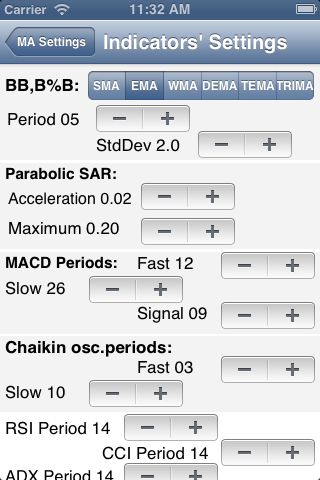 Carrier 11:32 AM
MA Settings Indicators' Settings
BB,B%B: SMA EMA WMA DEMA TEMA TRIMA
Period 05 − +
StdDev 2.0 − +
Parabolic SAR:
Acceleration 0.02 − +
Maximum 0.20 − +
MACD Periods: Fast 12 − +
Slow 26 − +
Signal 09 − +
Chaikin osc.periods:
Fast 03 − +
Slow 10 − +
RSI Period 14 − +
CCI Period 14 − +
ADX Period 14 − +